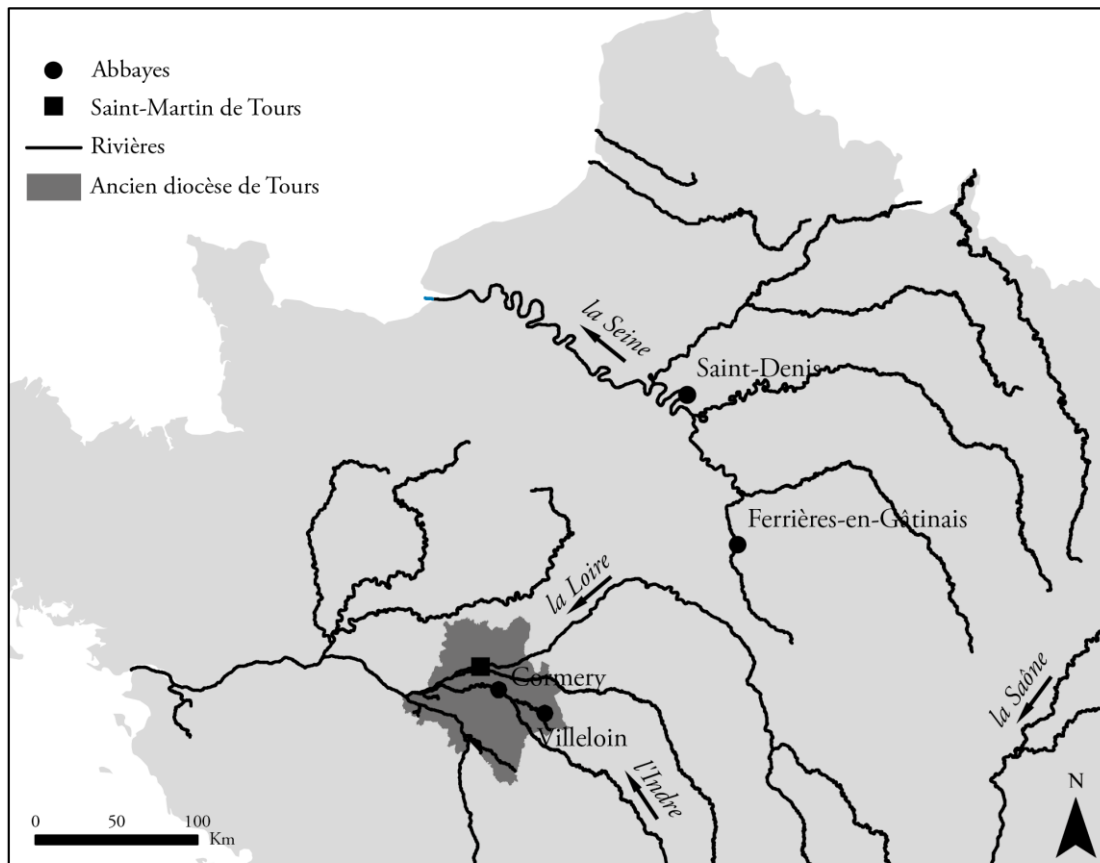 Abbayes
Saint-Martin de Tours
Rivières
Ancien diocèse de Tours
la Seine
Saint-Denis
Ferrières-en-Gâtinais
la Loire
Cormery
Villeloin
la Saône
l'Indre
N
0 50 100
Km